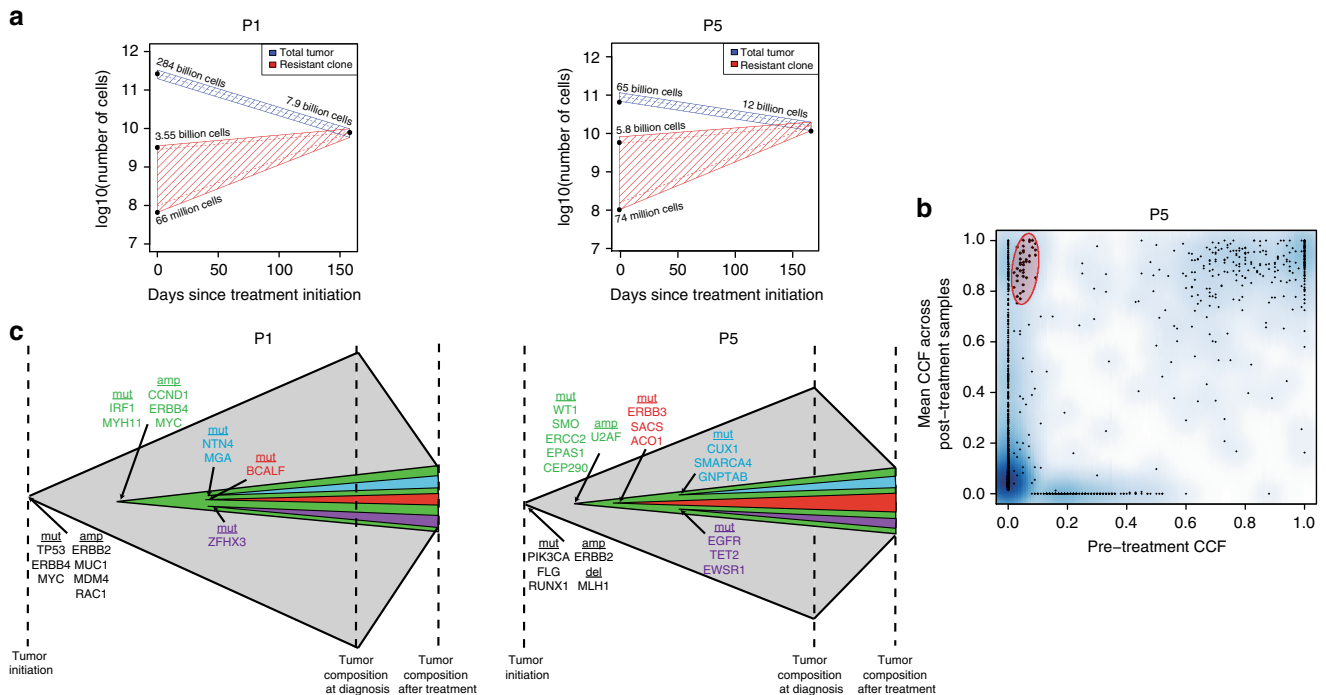 a
P1
Total tumor
Resistant clone
284 billion cells
7.9 billion cells
3.55 billion cells
66 million cells
12
11
10
9
8
7
log10(number of cells)
0 50 100 150
Days since treatment initiation
P5
Total tumor
Resistant clone
65 billion cells
12 billion cells
5.8 billion cells
74 million cells
12
11
10
9
8
7
log10(number of cells)
0 50 100 150
Days since treatment initiation
b
P5
Mean CCF across
post-treatment samples
1.0
0.8
0.6
0.4
0.2
0.0
0.0 0.2 0.4 0.6 0.8 1.0
Pre-treatment CCF
c
P1
mut
IRF1
MYH11
amp
CCND1
ERBB4
MYC
mut
NTN4
MGA
mut
BCALF
mut
ZFHX3
mut
TP53
ERBB4
MYC
amp
ERBB2
MUC1
MDM4
RAC1
Tumor
initiation
Tumor
composition
at diagnosis
Tumor
composition
after treatment
P5
mut
WT1
SMO
ERCC2
EPAS1
CEP290
amp
U2AF
mut
ERBB3
SACS
ACO1
mut
CUX1
SMARCA4
GNPTAB
mut
EGFR
TET2
EWSR1
mut
PIK3CA
FLG
RUNX1
amp
ERBB2
del
MLH1
Tumor
initiation
Tumor
composition
at diagnosis
Tumor
composition
after treatment